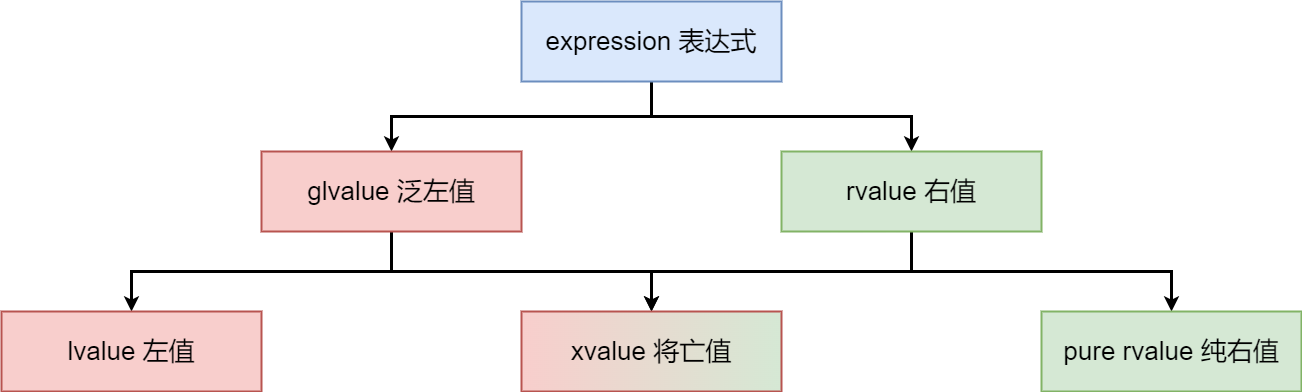 expression 表达式
glvalue 泛左值
rvalue 右值
lvalue 左值
xvalue 将亡值
pure rvalue 纯右值